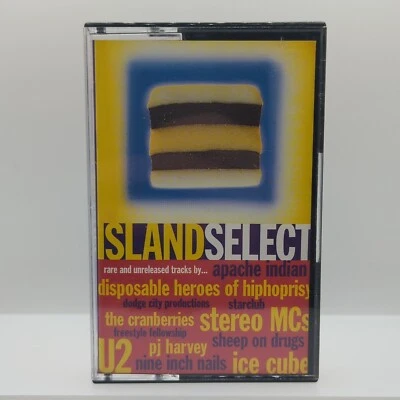 ISLANDSELECT
rare and unreleased tracks by... apache indian
disposable heroes of hiphoprisy
dodge city productions starclub
the cranberries stereo MCs
freestyle fellowship sheep on drugs
U2 pj harvey
nine inch nails ice cube